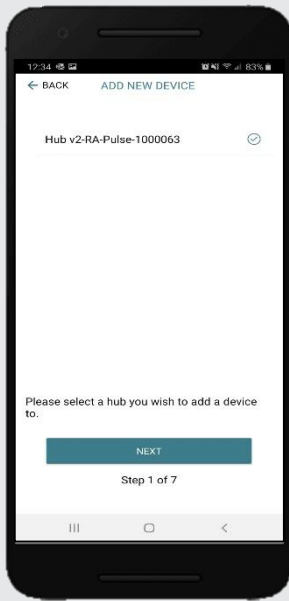 12:34 83%
← BACK ADD NEW DEVICE
Hub v2-RA-Pulse-1000063
Please select a hub you wish to add a device
to.
NEXT
Step 1 of 7